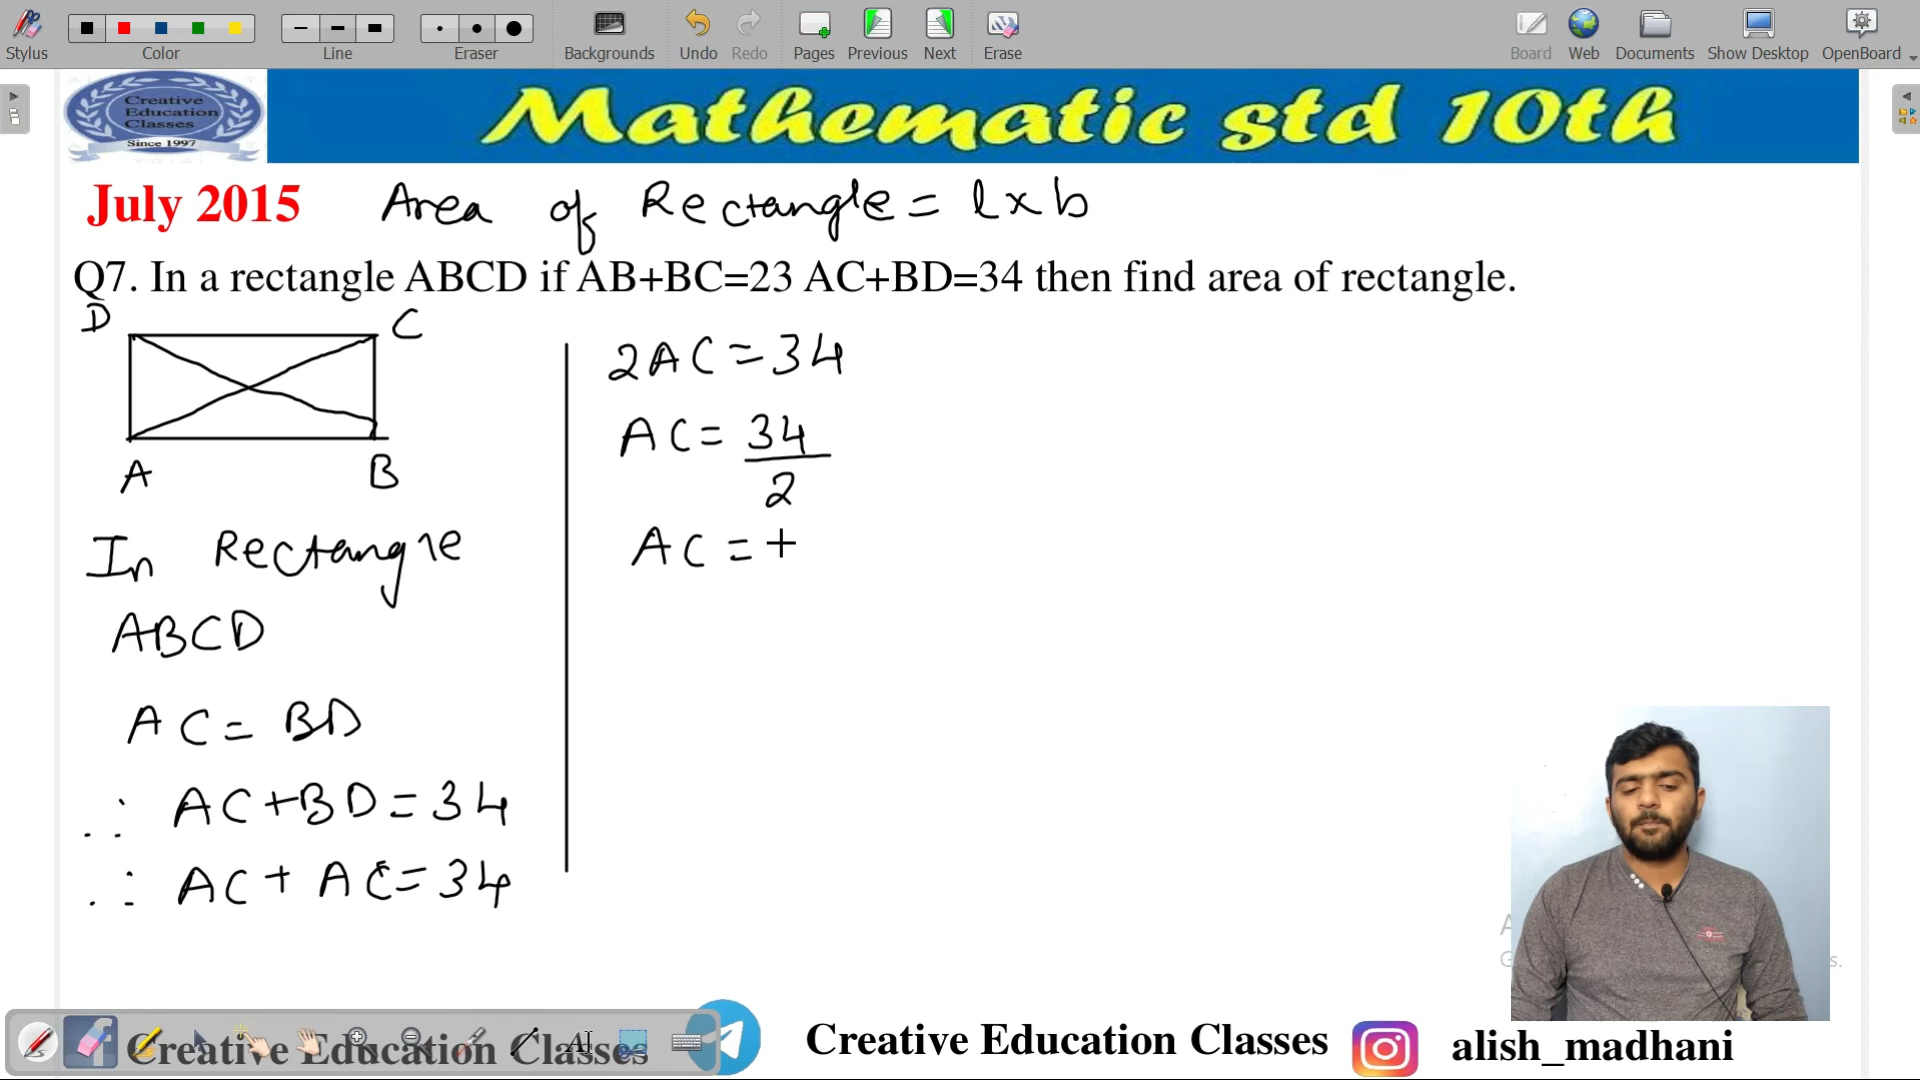 Stylus
Color
Line
Eraser
Backgrounds
Undo
Redo
Pages
Previous
Next
Erase
Board
Web
Documents
Show Desktop
OpenBoard
Creative
Education
Classes
Since 1997
Mathematic std 10th
July 2015 Area of Rectangle = l x b
Q7. In a rectangle ABCD if AB+BC=23 AC+BD=34 then find area of rectangle.
D C
A B
In Rectangle
ABCD
AC = BD
∴ AC+BD=34
∴ AC+ AC=34
2AC=34
AC= 34
2
AC = +
Creative Education Classes
Creative Education Classes
alish_madhani